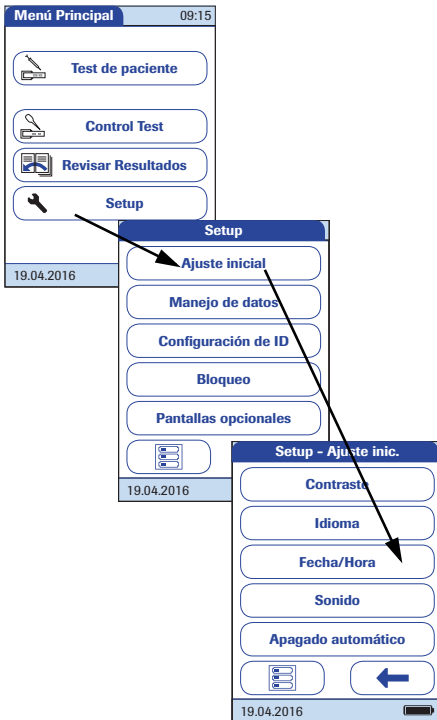 Menú Principal 09:15
Test de paciente
Control Test
Revisar Resultados
Setup
19.04.2016
Setup
Ajuste inicial
Manejo de datos
Configuración de ID
Bloqueo
Pantallas opcionales
19.04.2016
Setup - Ajuste inic.
Contraste
Idioma
Fecha/Hora
Sonido
Apagado automático
19.04.2016